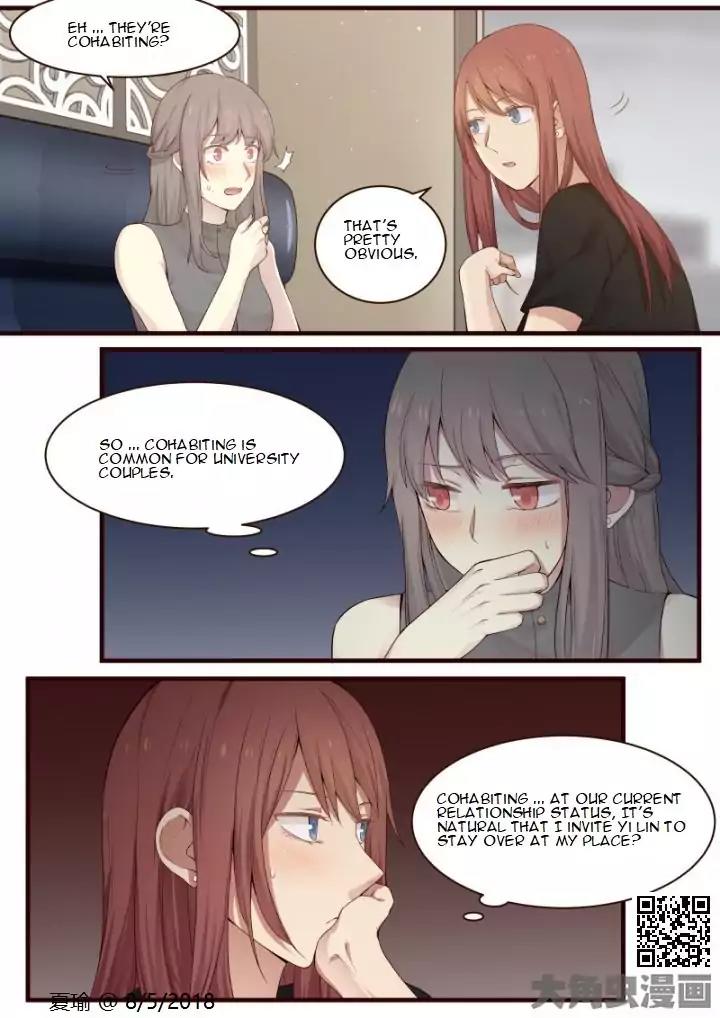 EH ... THEY'RE
COHABITING?
THAT'S
PRETTY
OBVIOUS.
SO ... COHABITING IS
COMMON FOR UNIVERSITY
COUPLES.
COHABITING ... AT OUR CURRENT
RELATIONSHIP STATUS, IT'S
NATURAL THAT I INVITE YI LIN TO
STAY OVER AT MY PLACE?
大角虫漫画
夏瑜 @ 8/5/2018